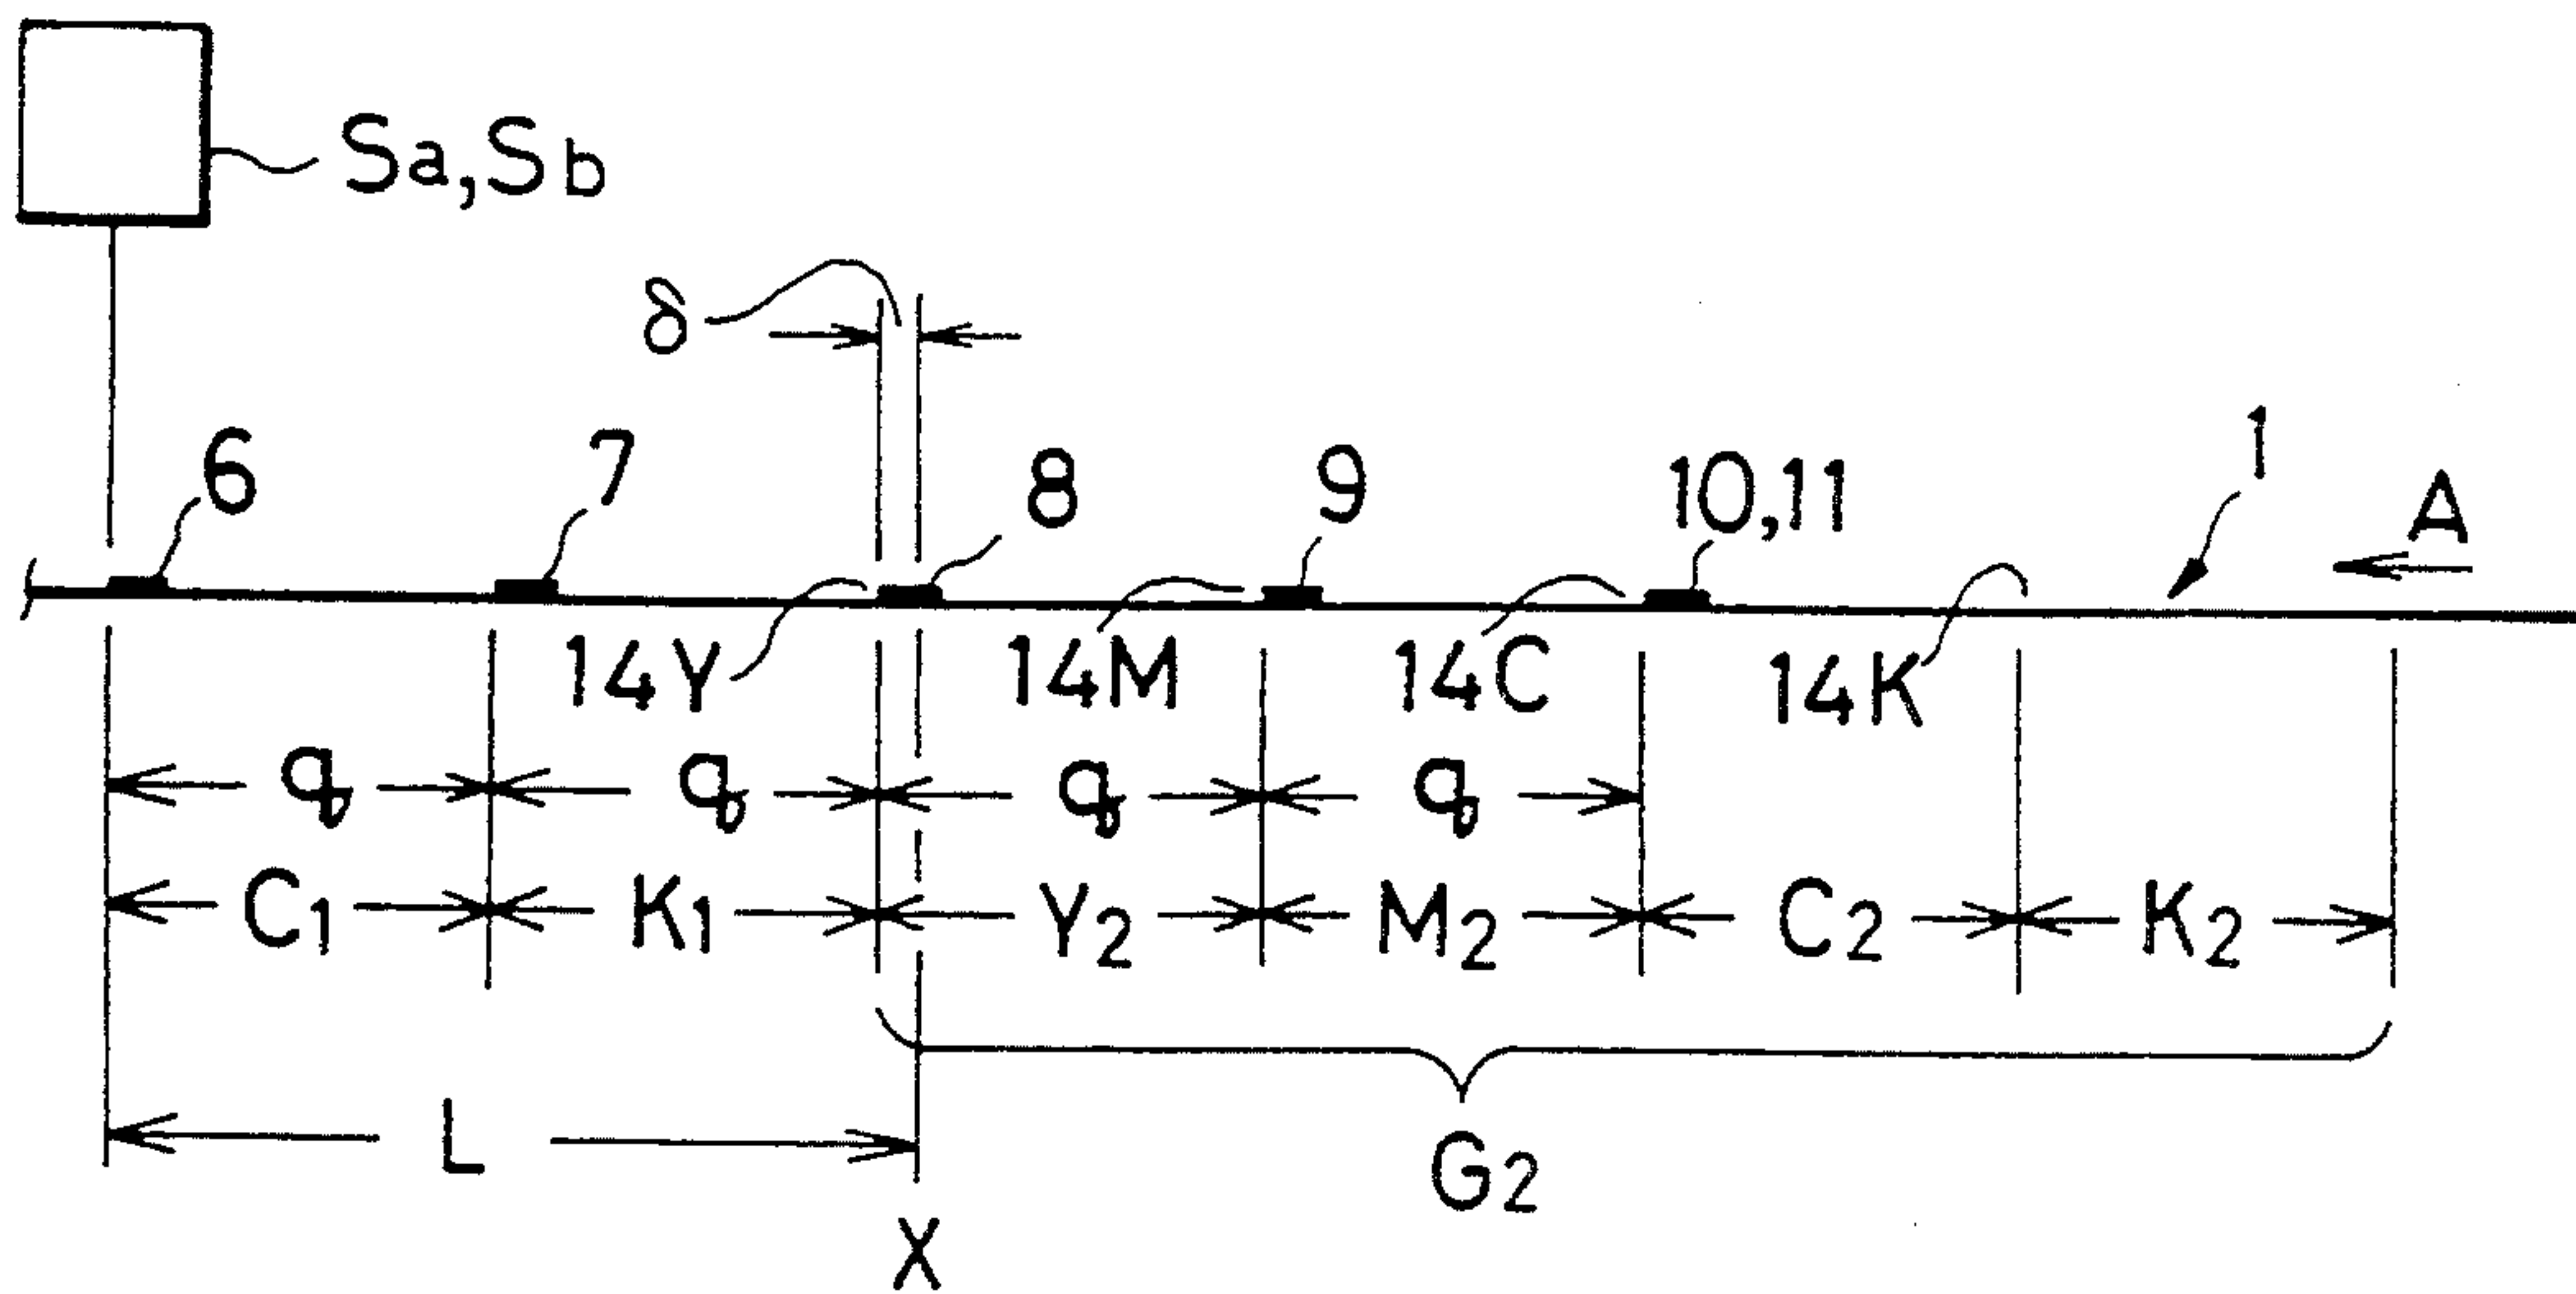 Sa,Sb
δ
6 7 8 9 10,11 1 A
14Y 14M 14C 14K
q q q q
C1 K1 Y2 M2 C2 K2
L G2
X